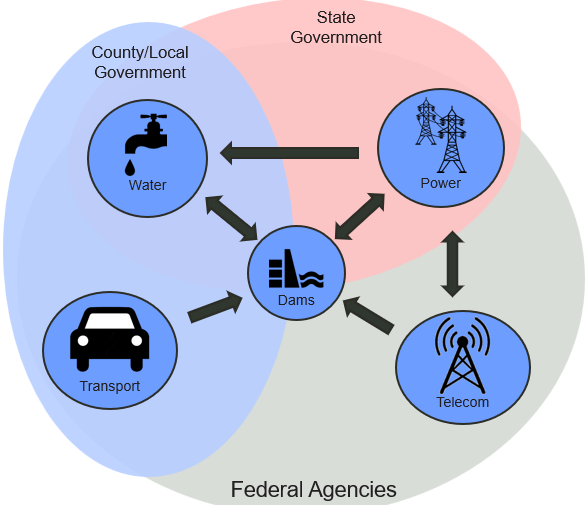 State
Government
County/Local
Government
Water
Power
Dams
Transport
Telecom
Federal Agencies